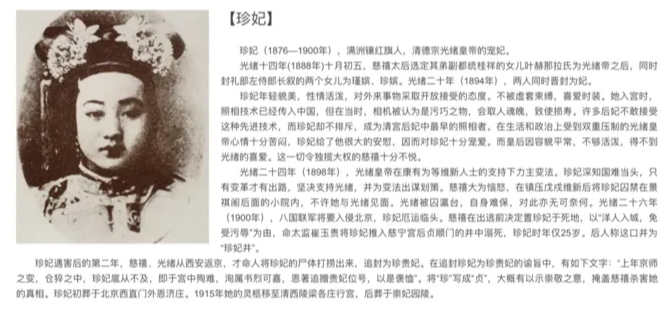 【珍妃】
珍妃（1876—1900年），满洲镶红旗人，清德宗光绪皇帝的宠妃。
光绪十四年(1888年)十月初五，慈禧太后选定其弟副都统桂祥的女儿叶赫那拉氏为光绪帝之后，同时
封礼部左侍郎长叙的两个女儿为瑾嫔、珍嫔。光绪二十年（1894年），两人同时晋封为妃。
珍妃年轻貌美，性情活泼，对外来事物采取开放接受的态度。不被虚套束缚，喜爱时装。她入宫时，
照相技术已经传入中国，但在当时，相机被认为是污巧之物，会取人魂魄，致使损寿。许多后妃不敢接受
这种先进技术，而珍妃却不排斥，成为清宫后妃中最早的照相者。在生活和政治上受到双重压制的光绪皇
帝心情十分苦闷，珍妃给了他很大的安慰，因而对珍妃十分宠爱。而皇后因容貌平常，不够活泼，得不到
光绪的喜爱。这一切令独揽大权的慈禧十分不悦。
光绪二十四年（1898年），光绪皇帝在康有为等维新人士的支持下力主变法。珍妃深知国难当头，只
有变革才有出路，坚决支持光绪，并为变法出谋划策。慈禧大为恼怒，在镇压戊戌维新后将珍妃囚禁在景
祺阁后面的小院内，不许她与光绪见面。光绪被囚瀛台，自身难保，对此亦无可奈何。光绪二十六年
（1900年），八国联军将要入侵北京，珍妃厄运临头。慈禧在出逃前决定置珍妃于死地，以“洋人入城，免
受污辱”为由，命太监崔玉贵将珍妃推入慈宁宫后贞顺门的井中溺死，珍妃时年仅25岁。后人称这口井为
“珍妃井”。
珍妃遇害后的第二年，慈禧、光绪从西安返京，才命人将珍妃的尸体打捞出来，追封为珍贵妃。在追封珍妃为珍贵妃的谕旨中，有如下文字：“上年京师
之变，仓猝之中，珍妃扈从不及，即于宫中殉难，洵属书烈可嘉，恩著追赠贵妃位号，以是褒恤”。将“珍”写成“贞”，大概有以示崇敬之意，掩盖慈禧杀害她
的真相。珍妃初葬于北京西直门外恩济庄。1915年她的灵柩移至清西陵梁各庄行宫，后葬于崇妃园陵。